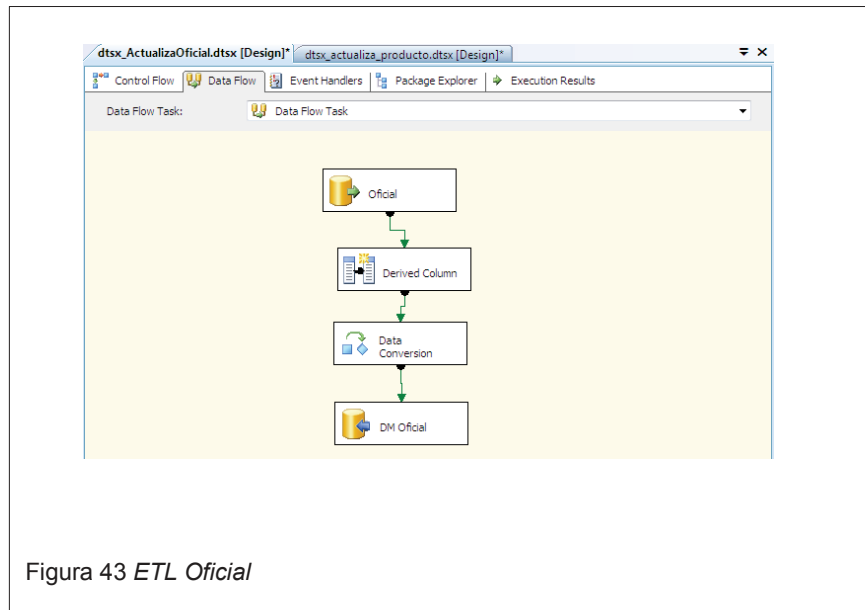 dtsx_ActualizaOficial.dtsx [Design]* dtsx_actualiza_producto.dtsx [Design]*
Control Flow Data Flow Event Handlers Package Explorer Execution Results
Data Flow Task: Data Flow Task
Oficial
Derived Column
Data
Conversion
DM Oficial
Figura 43 ETL Oficial